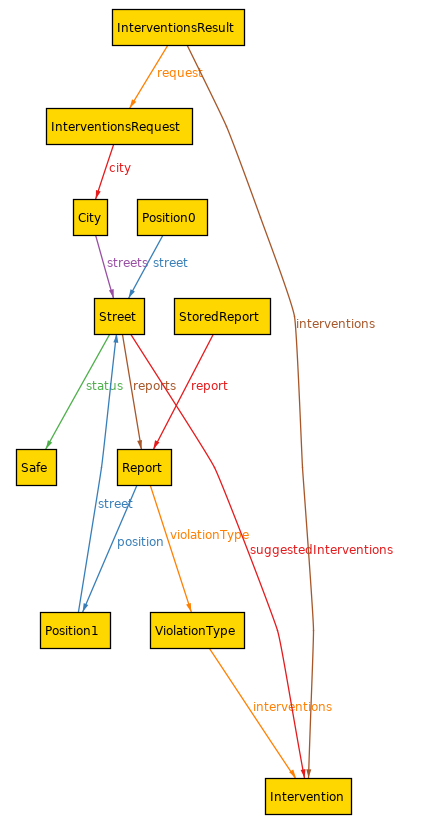 InterventionsResult
request
InterventionsRequest
city
City
Position0
streets
street
Street
StoredReport
interventions
status
reports
report
Safe
Report
street
position
violationType
suggestedInterventions
Position1
ViolationType
interventions
Intervention